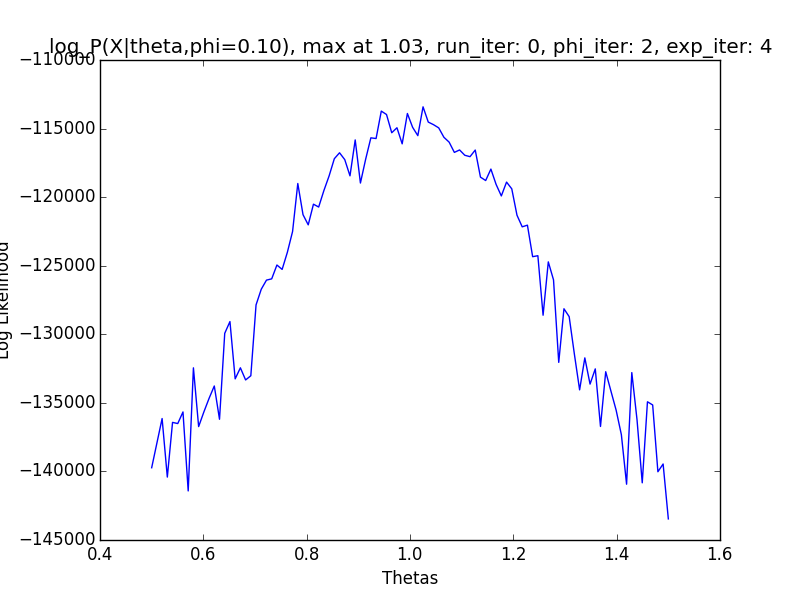 log_P(X|theta,phi=0.10), max at 1.03, run_iter: 0, phi_iter: 2, exp_iter: 4
−110000
−115000
−120000
−125000
−130000
−135000
−140000
−145000
Log Likelihood
0.4 0.6 0.8 1.0 1.2 1.4 1.6
Thetas